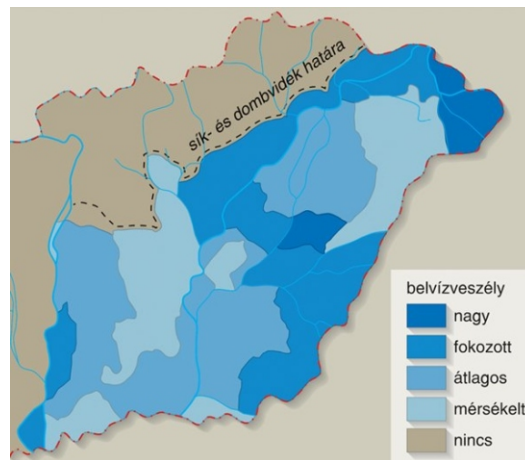 sík- és dombvidék határa
belvízveszély
nagy
fokozott
átlagos
mérsékelt
nincs